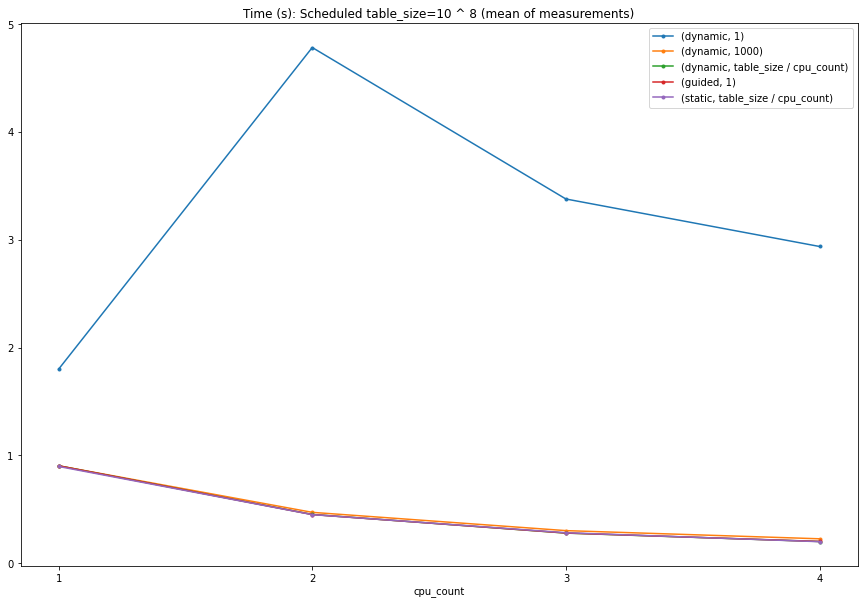 Time (s): Scheduled table_size=10 ^ 8 (mean of measurements)
(dynamic, 1)
(dynamic, 1000)
(dynamic, table_size / cpu_count)
(guided, 1)
(static, table_size / cpu_count)
5
4
3
2
1
0
1 2 3 4
cpu_count